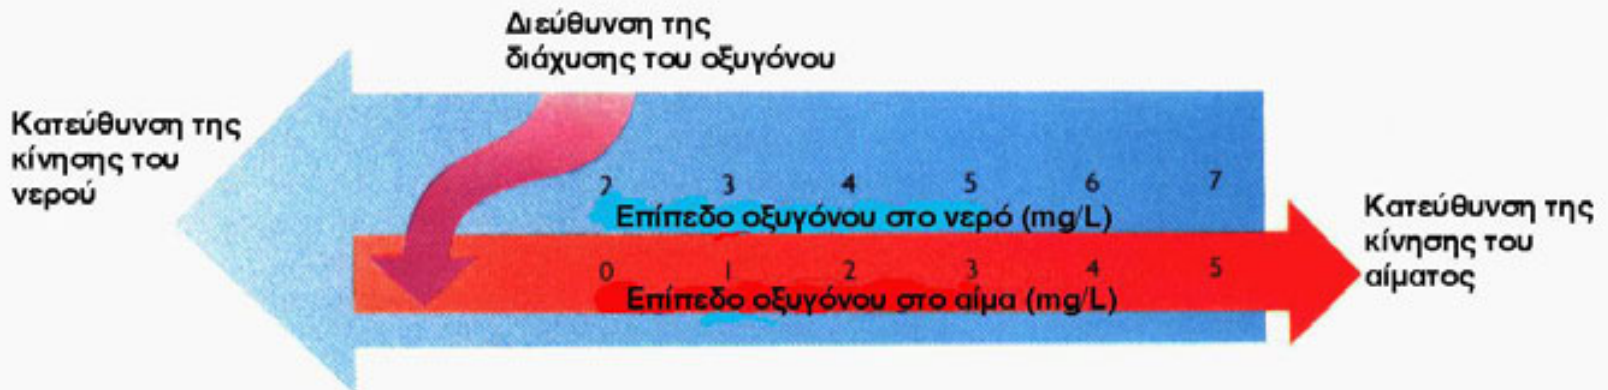 Διεύθυνση της
διάχυσης του οξυγόνου
Κατεύθυνση της
κίνησης του
νερού
2 3 4 5 6 7
Επίπεδο οξυγόνου στο νερό (mg/L)
0 1 2 3 4 5
Επίπεδο οξυγόνου στο αίμα (mg/L)
Κατεύθυνση της
κίνησης του
αίματος